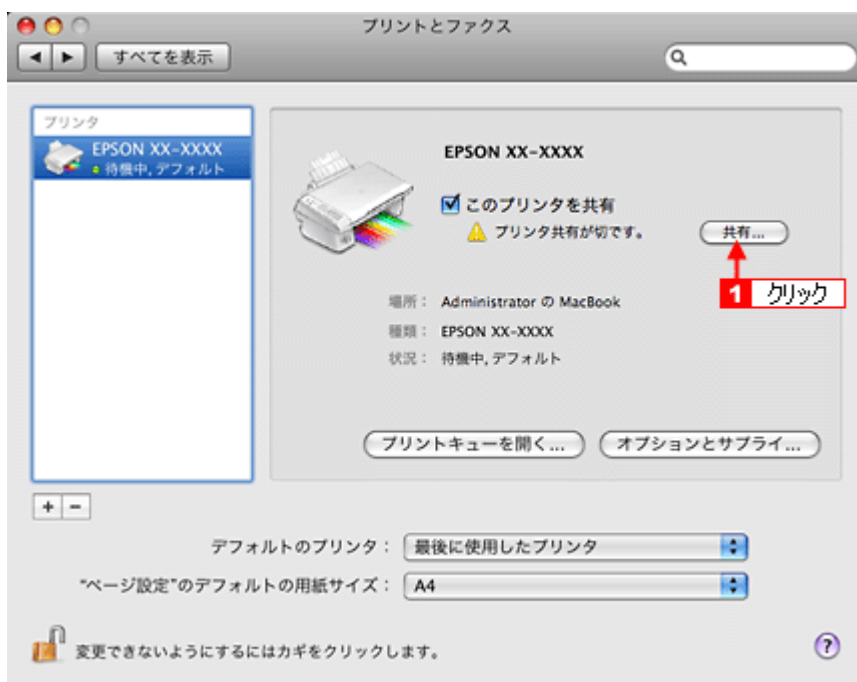 プリントとファクス
すべてを表示
プリンタ
EPSON XX-XXXX
待機中, デフォルト
EPSON XX-XXXX
このプリンタを共有
プリンタ共有が切です。
共有...
1 クリック
場所： Administrator の MacBook
種類： EPSON XX-XXXX
状況： 待機中, デフォルト
プリントキューを開く...
オプションとサプライ...
+ −
デフォルトのプリンタ： 最後に使用したプリンタ
“ページ設定”のデフォルトの用紙サイズ： A4
変更できないようにするにはカギをクリックします。
?